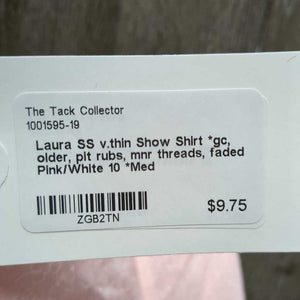 The Tack Collector
1001595-19
Laura SS v.thin Show Shirt *gc,
older, pit rubs, mnr threads, faded
Pink/White 10 *Med
ZGB2TN
$9.75